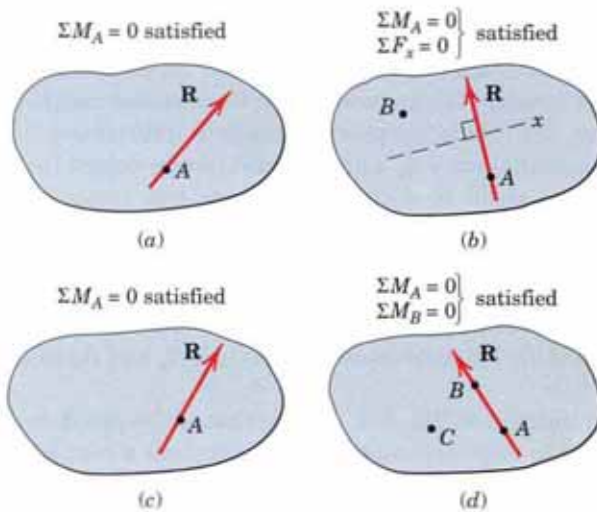 ΣM_A = 0 satisfied
ΣM_A = 0
ΣF_x = 0 } satisfied
R
A
R
B
x
A
(a)
(b)
ΣM_A = 0 satisfied
ΣM_A = 0
ΣM_B = 0 } satisfied
R
A
R
B
C
A
(c)
(d)